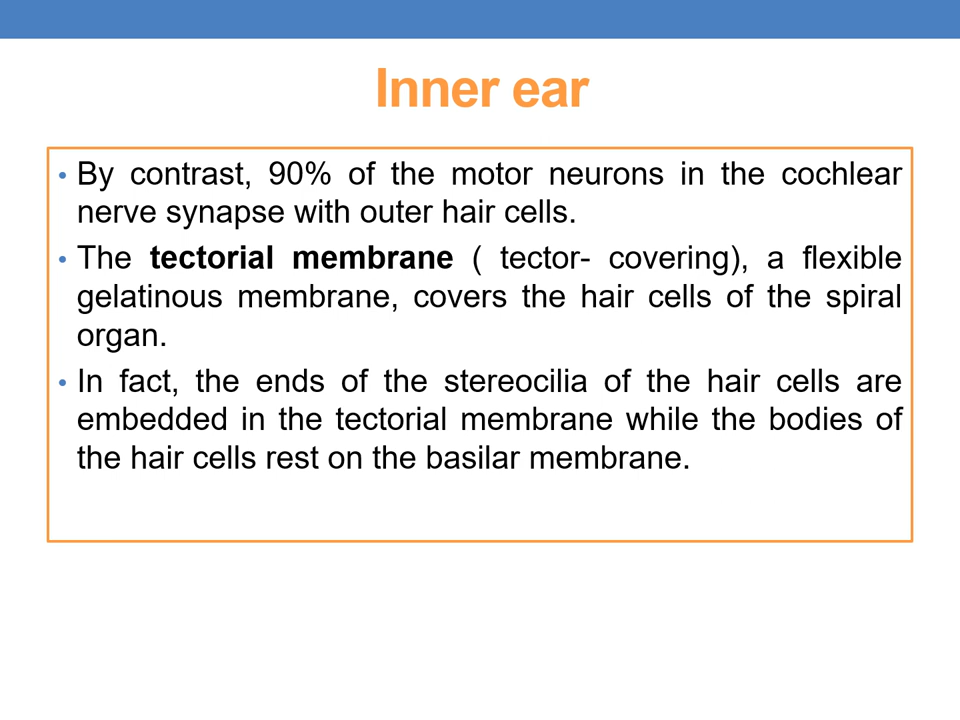 Inner ear
• By contrast, 90% of the motor neurons in the cochlear
nerve synapse with outer hair cells.
• The tectorial membrane ( tector- covering), a flexible
gelatinous membrane, covers the hair cells of the spiral
organ.
• In fact, the ends of the stereocilia of the hair cells are
embedded in the tectorial membrane while the bodies of
the hair cells rest on the basilar membrane.